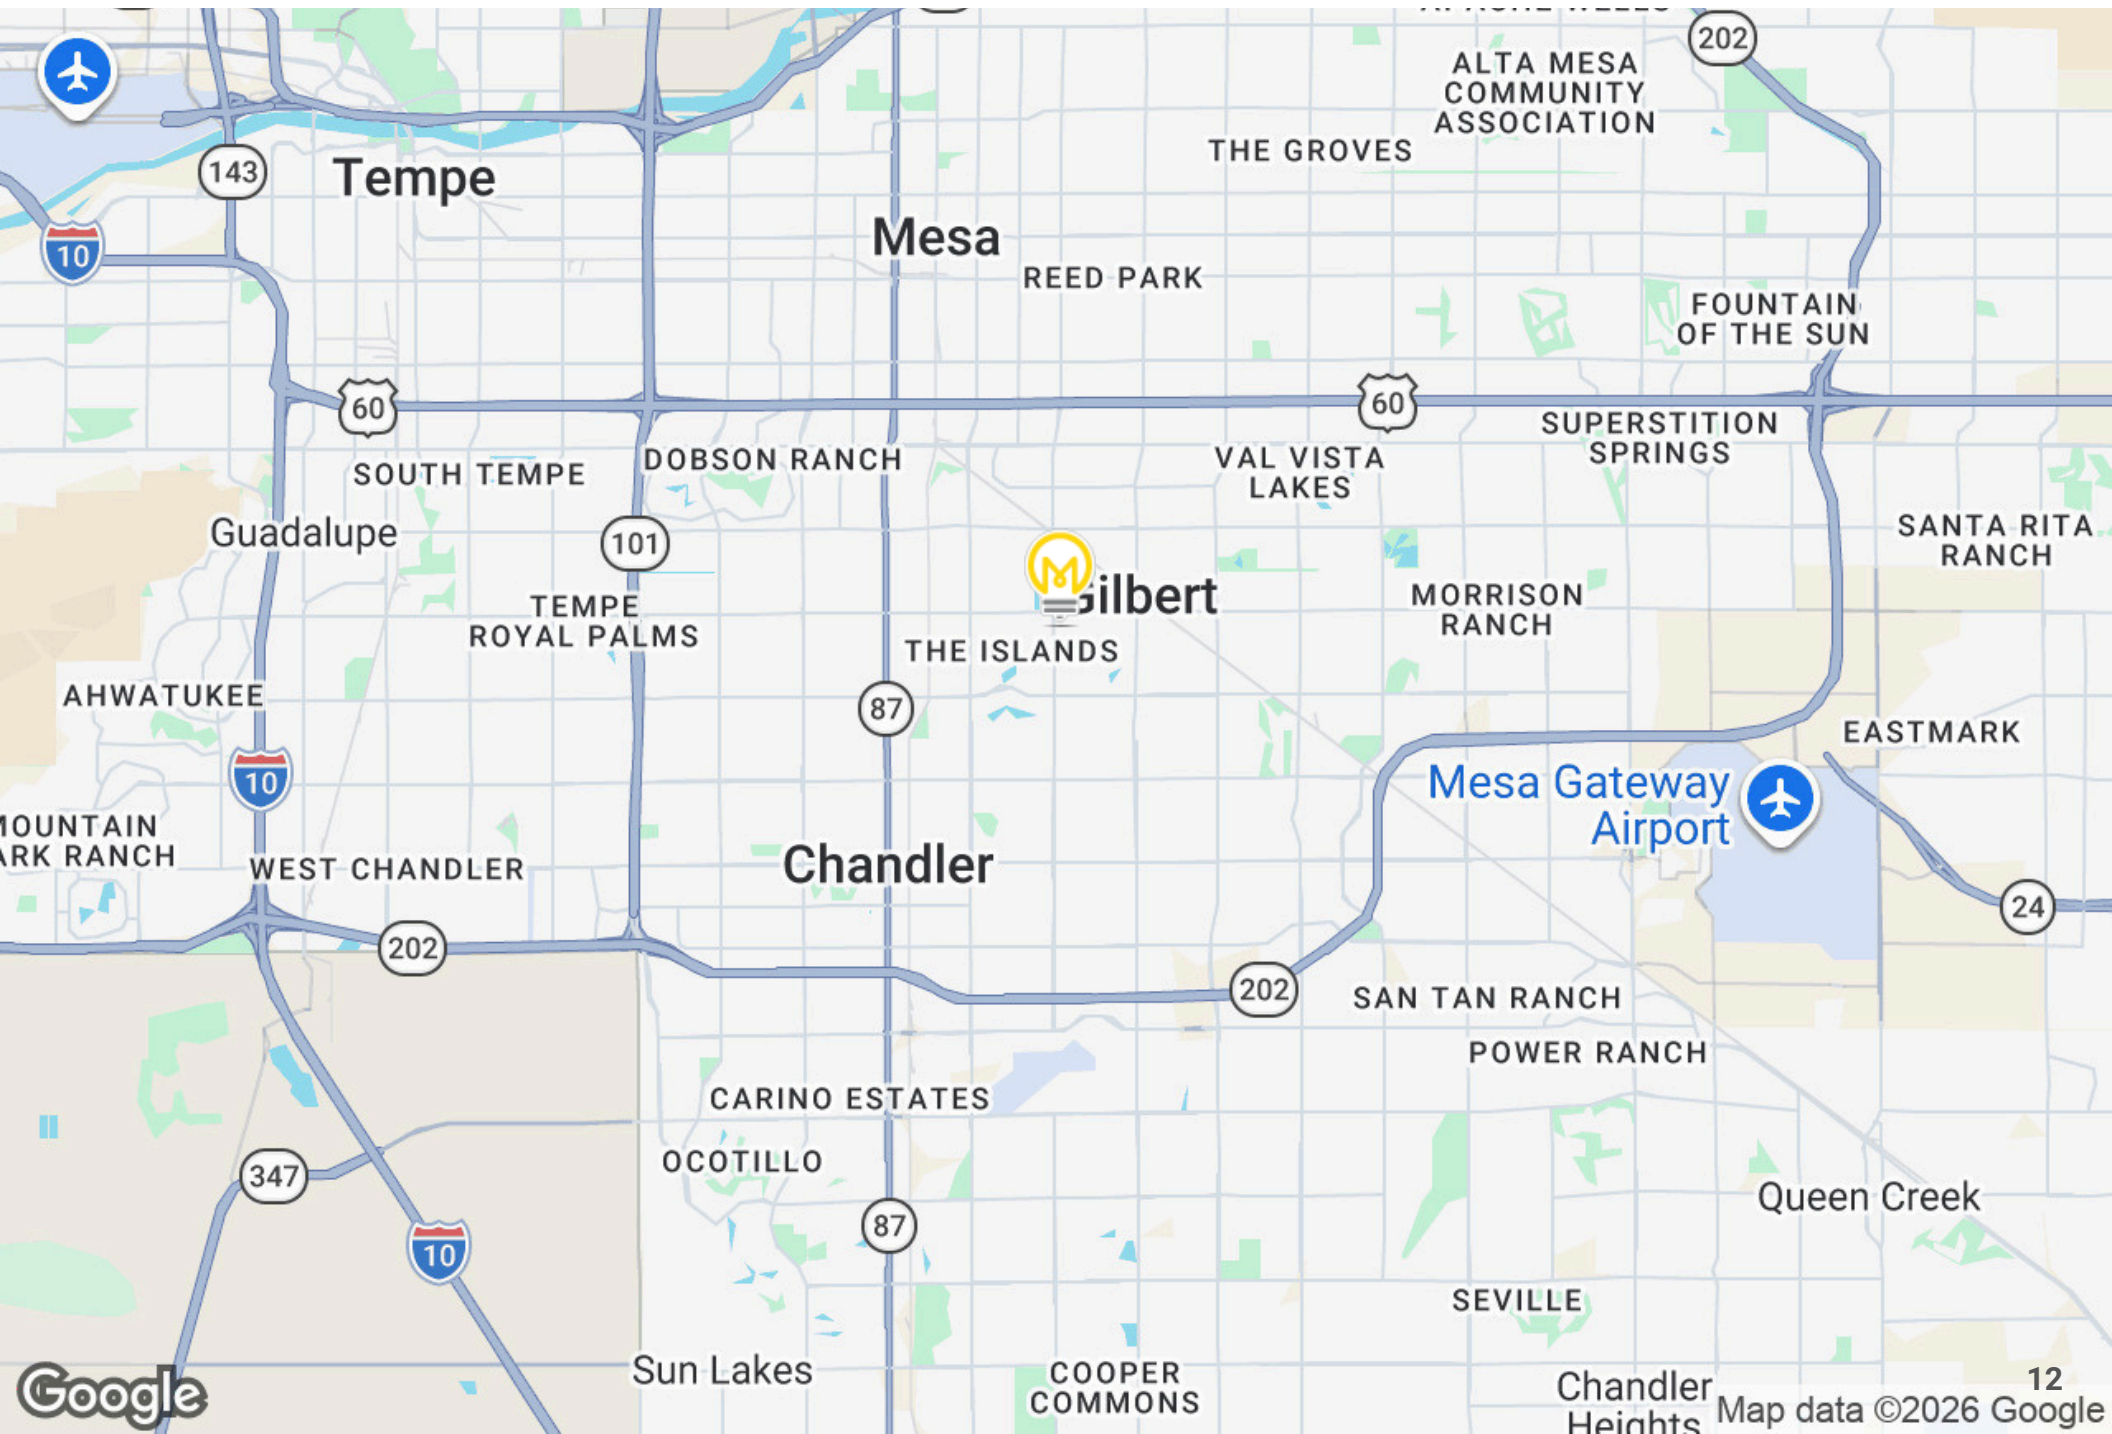 202
ALTA MESA
COMMUNITY
ASSOCIATION
THE GROVES
143
Tempe
Mesa
10
REED PARK
FOUNTAIN
OF THE SUN
60
60
SUPERSTITION
SPRINGS
SOUTH TEMPE
DOBSON RANCH
VAL VISTA
LAKES
Guadalupe
101
SANTA RITA
RANCH
M
Gilbert
TEMPE
ROYAL PALMS
MORRISON
RANCH
THE ISLANDS
AHWATUKEE
87
EASTMARK
10
Mesa Gateway
Airport
MOUNTAIN
ARK RANCH
WEST CHANDLER
Chandler
24
202
202
SAN TAN RANCH
POWER RANCH
CARINO ESTATES
OCOTILLO
347
Queen Creek
87
10
SEVILLE
Sun Lakes
COOPER
COMMONS
Chandler
Heights
12
Google
Map data ©2026 Google